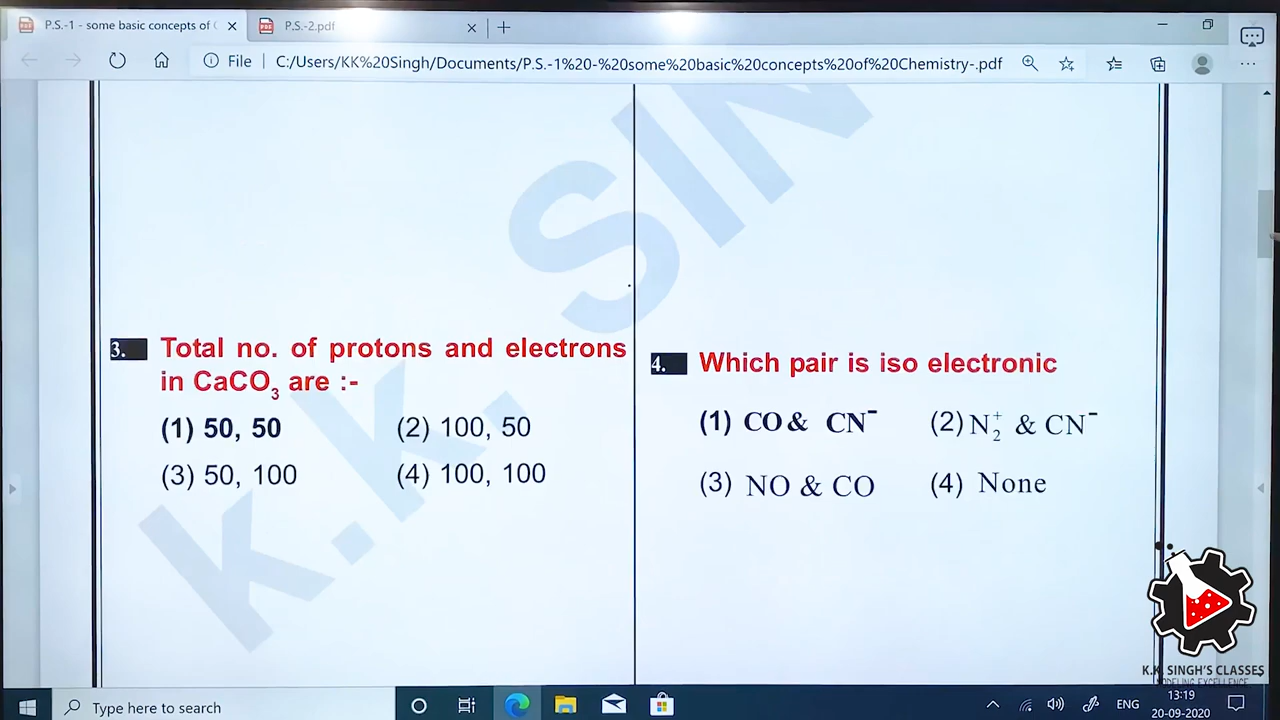 P.S.-1 - some basic concepts of C
P.S.-2.pdf
File
C:/Users/KK%20Singh/Documents/P.S.-1%20-%20some%20basic%20concepts%20of%20Chemistry-.pdf
K.K. SIN
3. Total no. of protons and electrons
in CaCO₃ are :-
(1) 50, 50 (2) 100, 50
(3) 50, 100 (4) 100, 100
4. Which pair is iso electronic
(1) CO & CN⁻ (2) N₂⁺ & CN⁻
(3) NO & CO (4) None
K.K. SINGH'S CLASSES
MODELING EXCELLENCE
Type here to search
ENG
13:19
20-09-2020